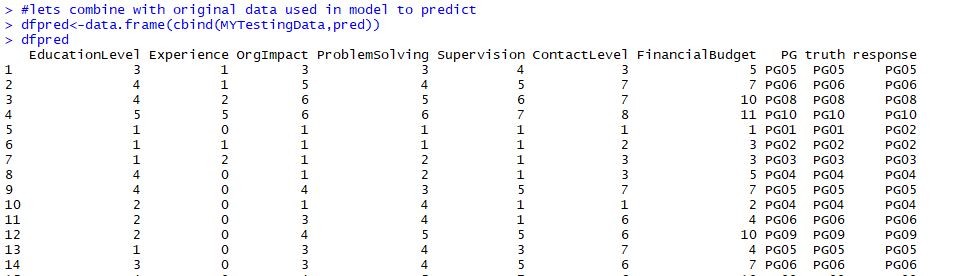 > #lets combine with original data used in model to predict
> dfpred<-data.frame(cbind(MYTestingData,pred))
> dfpred
EducationLevel Experience OrgImpact ProblemSolving Supervision ContactLevel FinancialBudget PG truth response
1 3 1 3 3 4 3 5 PG05 PG05 PG05
2 4 1 5 4 5 7 7 PG06 PG06 PG06
3 4 2 6 5 6 7 10 PG08 PG08 PG08
4 5 5 6 6 7 8 11 PG10 PG10 PG10
5 1 0 1 1 1 1 1 PG01 PG01 PG02
6 1 1 1 1 1 2 3 PG02 PG02 PG02
7 1 2 1 2 1 3 3 PG03 PG03 PG03
8 4 0 1 2 1 3 5 PG04 PG04 PG04
9 4 0 4 3 5 7 7 PG05 PG05 PG05
10 2 0 1 4 1 1 2 PG04 PG04 PG04
11 2 0 3 4 1 6 4 PG06 PG06 PG06
12 2 0 4 5 5 6 10 PG09 PG09 PG09
13 1 0 3 4 3 7 4 PG05 PG05 PG05
14 3 0 3 4 5 6 7 PG06 PG06 PG06